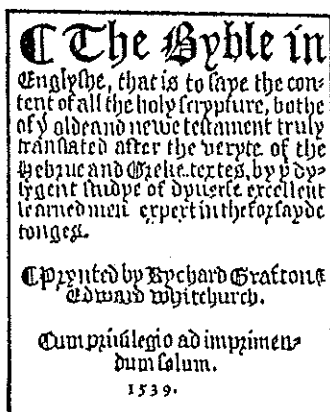 ¶ The Byble in
Englyshe, that is to saye the con-
tent of all the holy scrypture, bothe
of yͤ olde and newe testament truly
translated after the veryte of the
Hebrue and Greke textes, by yͤ dy-
lygent studye of dyuerse excellent
learned men expert in the forsayde
tonges.
¶ Prynted by Rychard Grafton &
Edward Whitchurch.
Cum priuilegio ad imprimen-
dum solum.
1539.